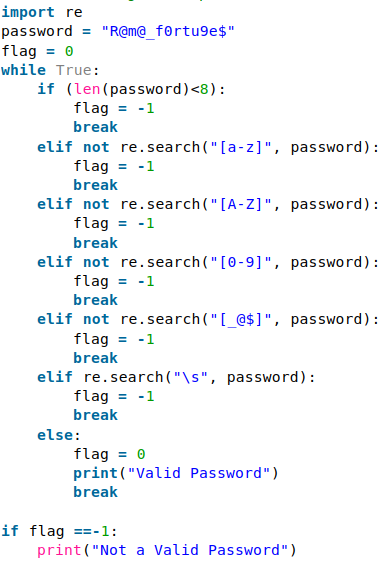 import re
password = "R@m@_f0rtu9e$"
flag = 0
while True:
    if (len(password)<8):
        flag = -1
        break
    elif not re.search("[a-z]", password):
        flag = -1
        break
    elif not re.search("[A-Z]", password):
        flag = -1
        break
    elif not re.search("[0-9]", password):
        flag = -1
        break
    elif not re.search("[_@$]", password):
        flag = -1
        break
    elif re.search("\s", password):
        flag = -1
        break
    else:
        flag = 0
        print("Valid Password")
        break

if flag ==-1:
    print("Not a Valid Password")